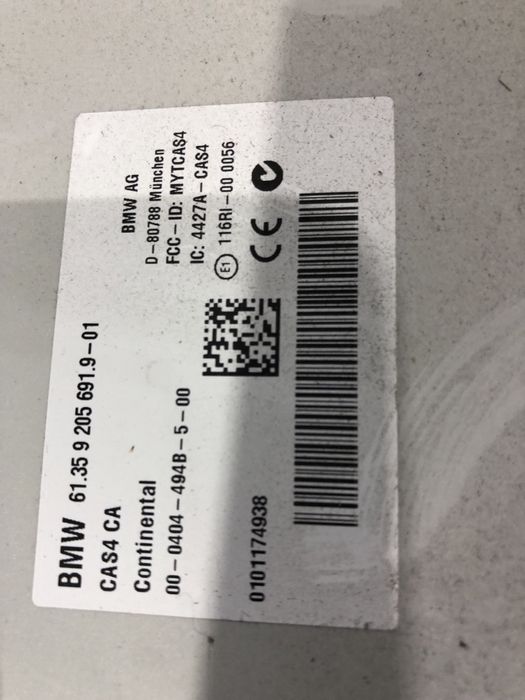 BMW 61.35 9 205 691.9-01
CAS4 CA
Continental
00-0404-494B-5-00
0101174938
BMW AG
D-80788 München
FCC-ID: MYTCAS4
IC: 4427A-CAS4
E1 116RI-00 0056
CE